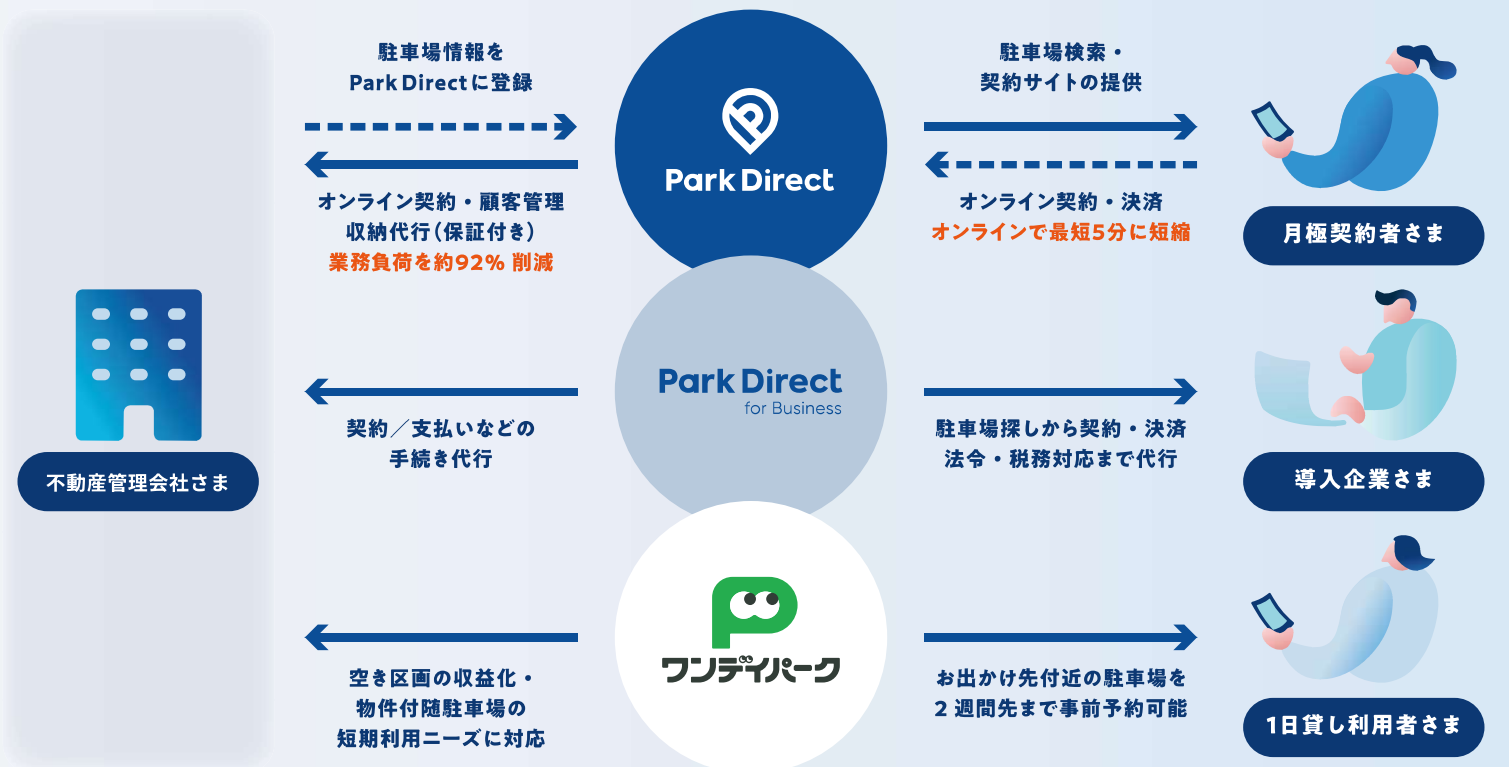 不動産管理会社さま
駐車場情報を
Park Directに登録
オンライン契約・顧客管理
収納代行(保証付き)
業務負荷を約92% 削減
Park Direct
駐車場検索・
契約サイトの提供
オンライン契約・決済
オンラインで最短5分に短縮
月極契約者さま
契約／支払いなどの
手続き代行
Park Direct
for Business
駐車場探しから契約・決済
法令・税務対応まで代行
導入企業さま
空き区画の収益化・
物件付随駐車場の
短期利用ニーズに対応
ワンデイパーク
お出かけ先付近の駐車場を
2 週間先まで事前予約可能
1日貸し利用者さま